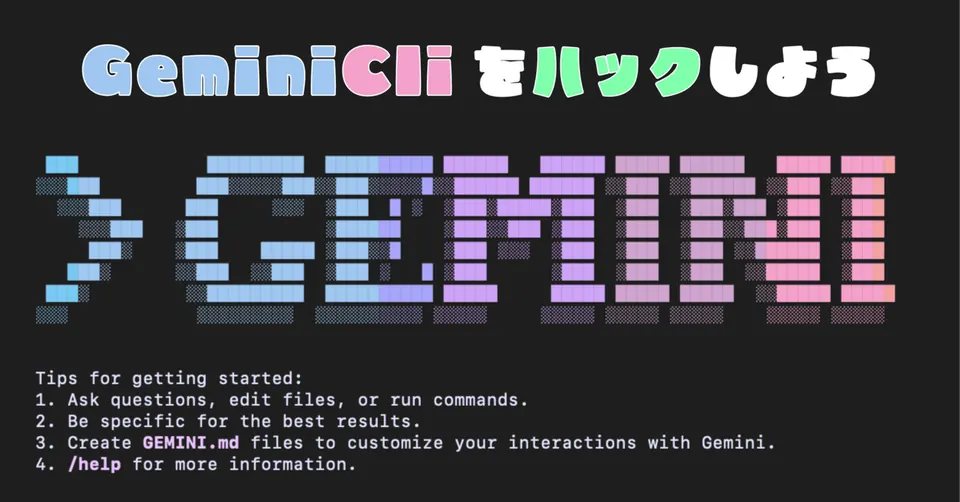 GeminiCli をハックしよう
> GEMINI
Tips for getting started:
1. Ask questions, edit files, or run commands.
2. Be specific for the best results.
3. Create GEMINI.md files to customize your interactions with Gemini.
4. /help for more information.